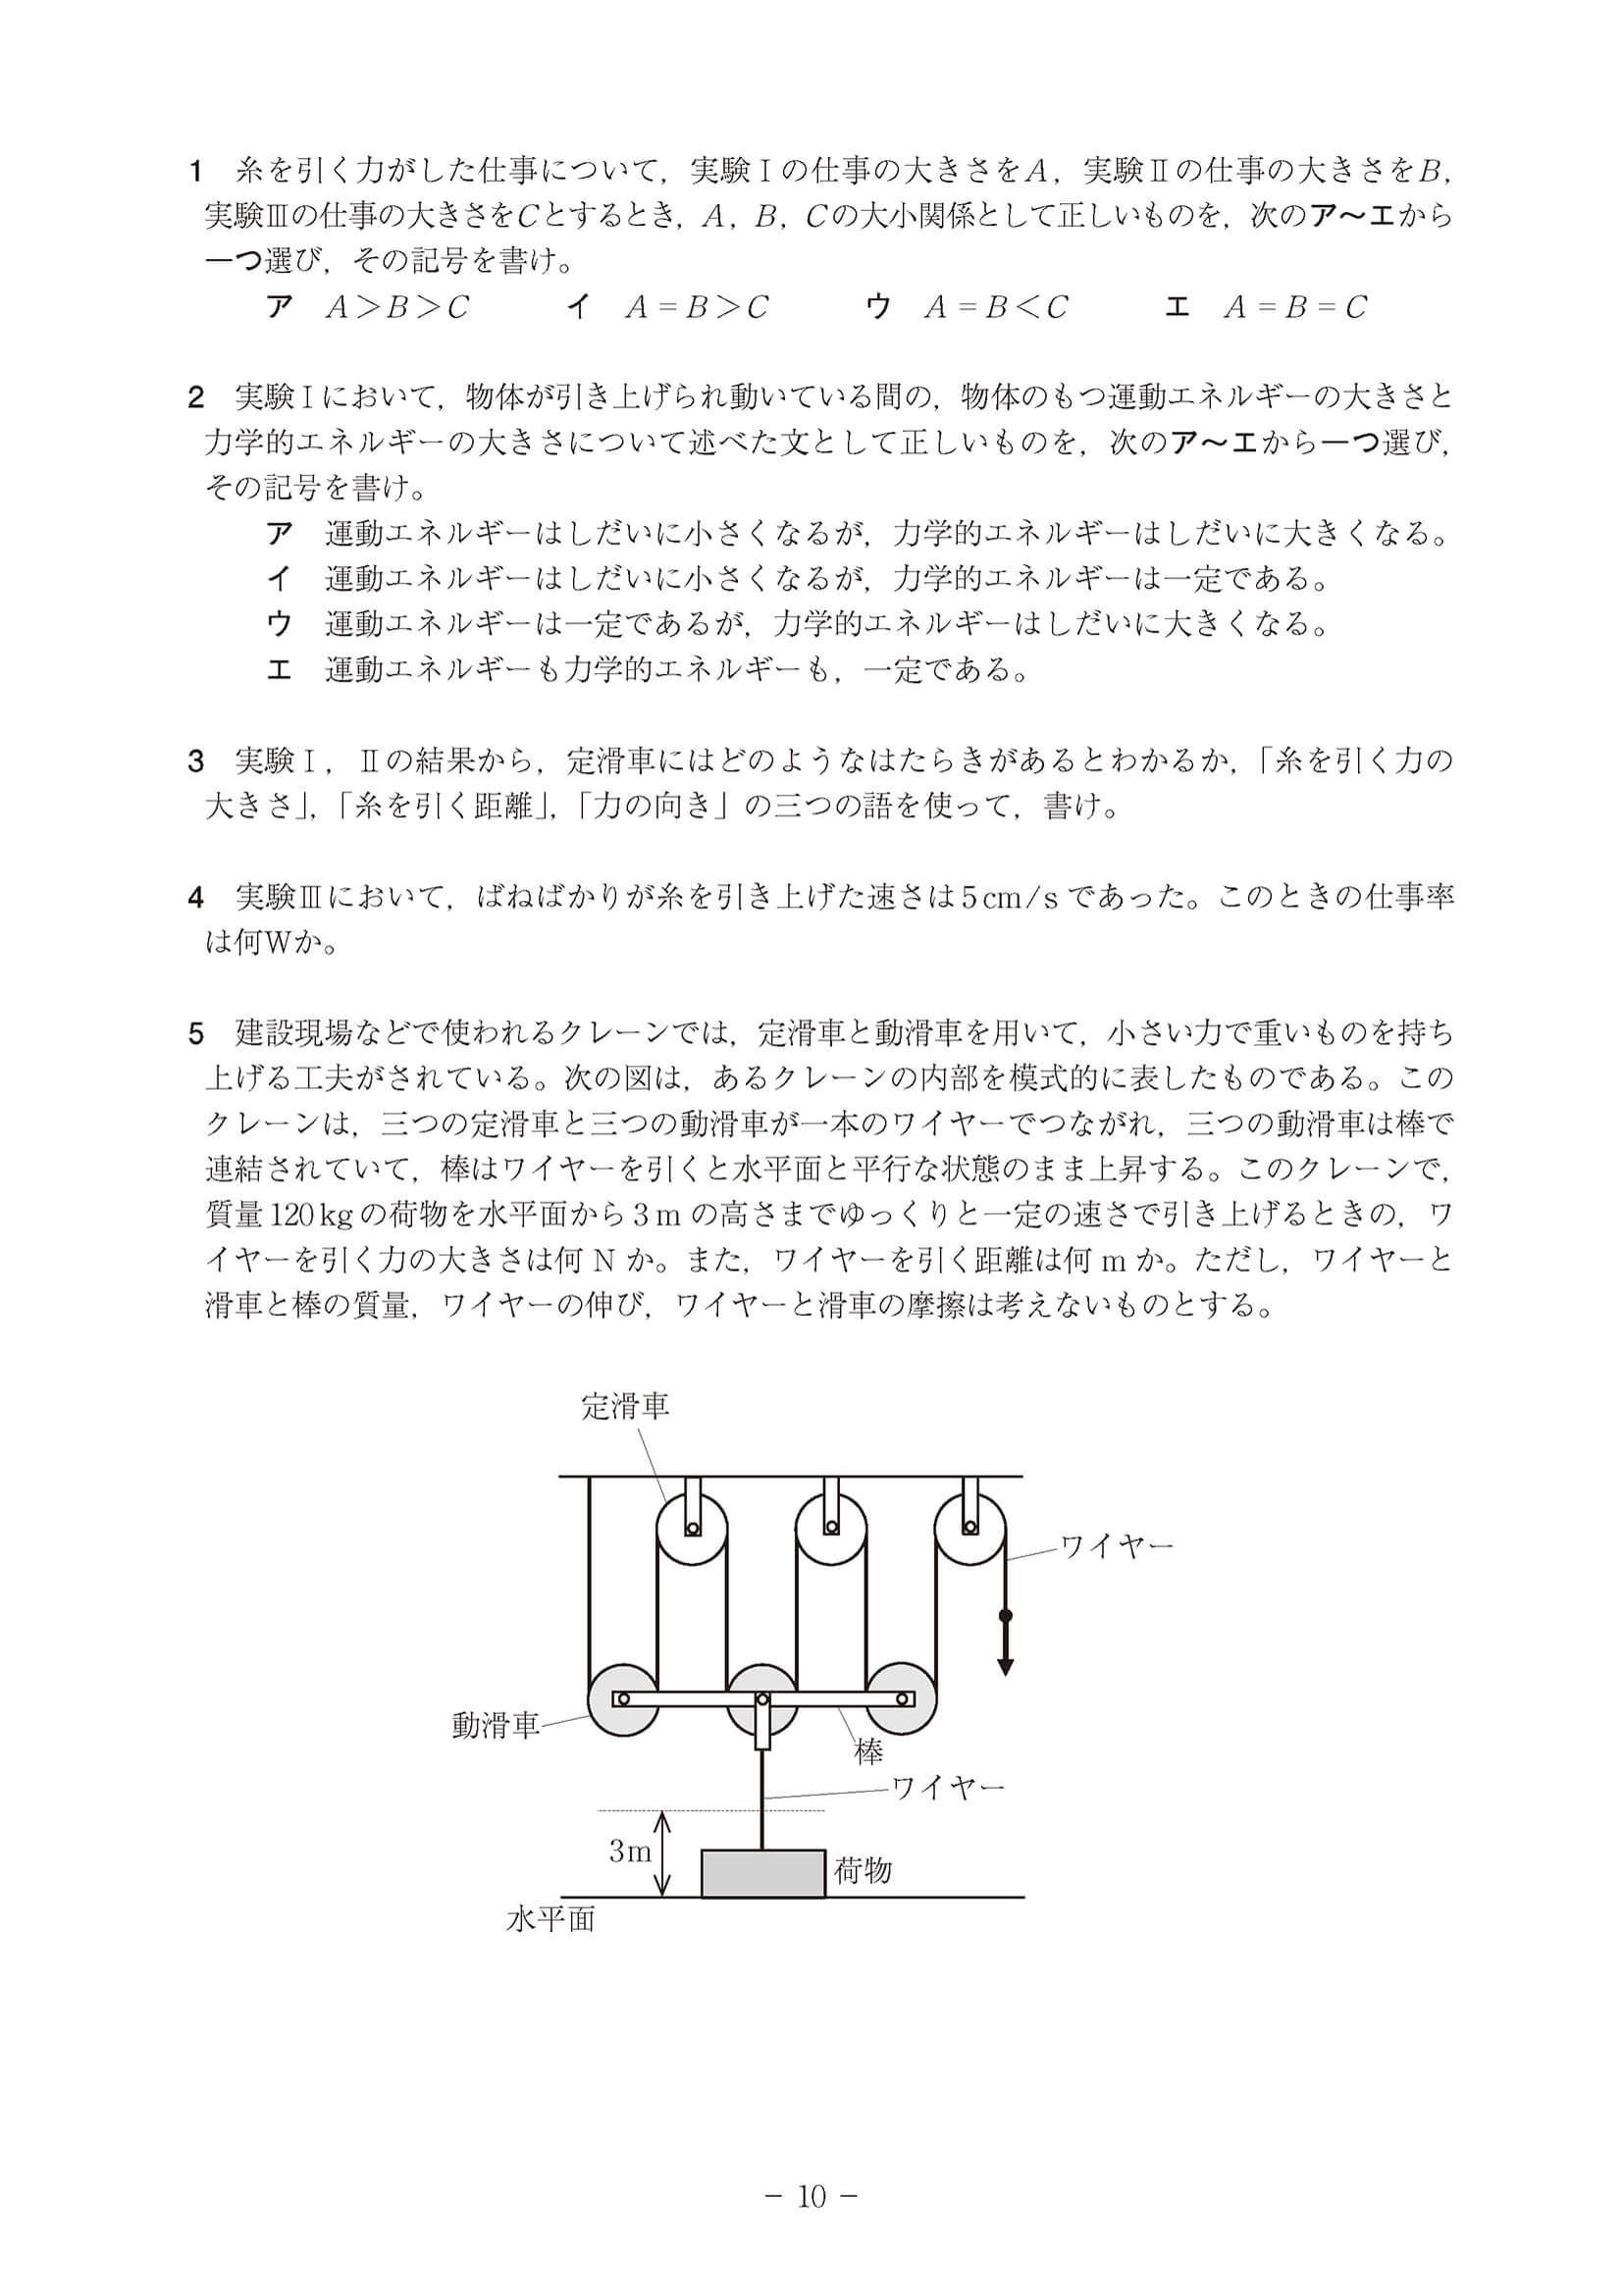 1　糸を引く力がした仕事について，実験Ⅰの仕事の大きさをA，実験Ⅱの仕事の大きさをB，
実験Ⅲの仕事の大きさをCとするとき，A，B，Cの大小関係として正しいものを，次のア～エから
一つ選び，その記号を書け。
ア　A＞B＞C　　　イ　A＝B＞C　　　ウ　A＝B＜C　　　エ　A＝B＝C
2　実験Ⅰにおいて，物体が引き上げられ動いている間の，物体のもつ運動エネルギーの大きさと
力学的エネルギーの大きさについて述べた文として正しいものを，次のア～エから一つ選び，
その記号を書け。
ア　運動エネルギーはしだいに小さくなるが，力学的エネルギーはしだいに大きくなる。
イ　運動エネルギーはしだいに小さくなるが，力学的エネルギーは一定である。
ウ　運動エネルギーは一定であるが，力学的エネルギーはしだいに大きくなる。
エ　運動エネルギーも力学的エネルギーも，一定である。
3　実験Ⅰ，Ⅱの結果から，定滑車にはどのようなはたらきがあるとわかるか，「糸を引く力の
大きさ」，「糸を引く距離」，「力の向き」の三つの語を使って，書け。
4　実験Ⅲにおいて，ばねばかりが糸を引き上げた速さは5cm/sであった。このときの仕事率
は何Wか。
5　建設現場などで使われるクレーンでは，定滑車と動滑車を用いて，小さい力で重いものを持ち
上げる工夫がされている。次の図は，あるクレーンの内部を模式的に表したものである。この
クレーンは，三つの定滑車と三つの動滑車が一本のワイヤーでつながれ，三つの動滑車は棒で
連結されていて，棒はワイヤーを引くと水平面と平行な状態のまま上昇する。このクレーンで，
質量120kgの荷物を水平面から3mの高さまでゆっくりと一定の速さで引き上げるときの，ワ
イヤーを引く力の大きさは何Nか。また，ワイヤーを引く距離は何mか。ただし，ワイヤーと
滑車と棒の質量，ワイヤーの伸び，ワイヤーと滑車の摩擦は考えないものとする。
定滑車
ワイヤー
動滑車
棒
ワイヤー
3m
荷物
水平面
－ 10 －